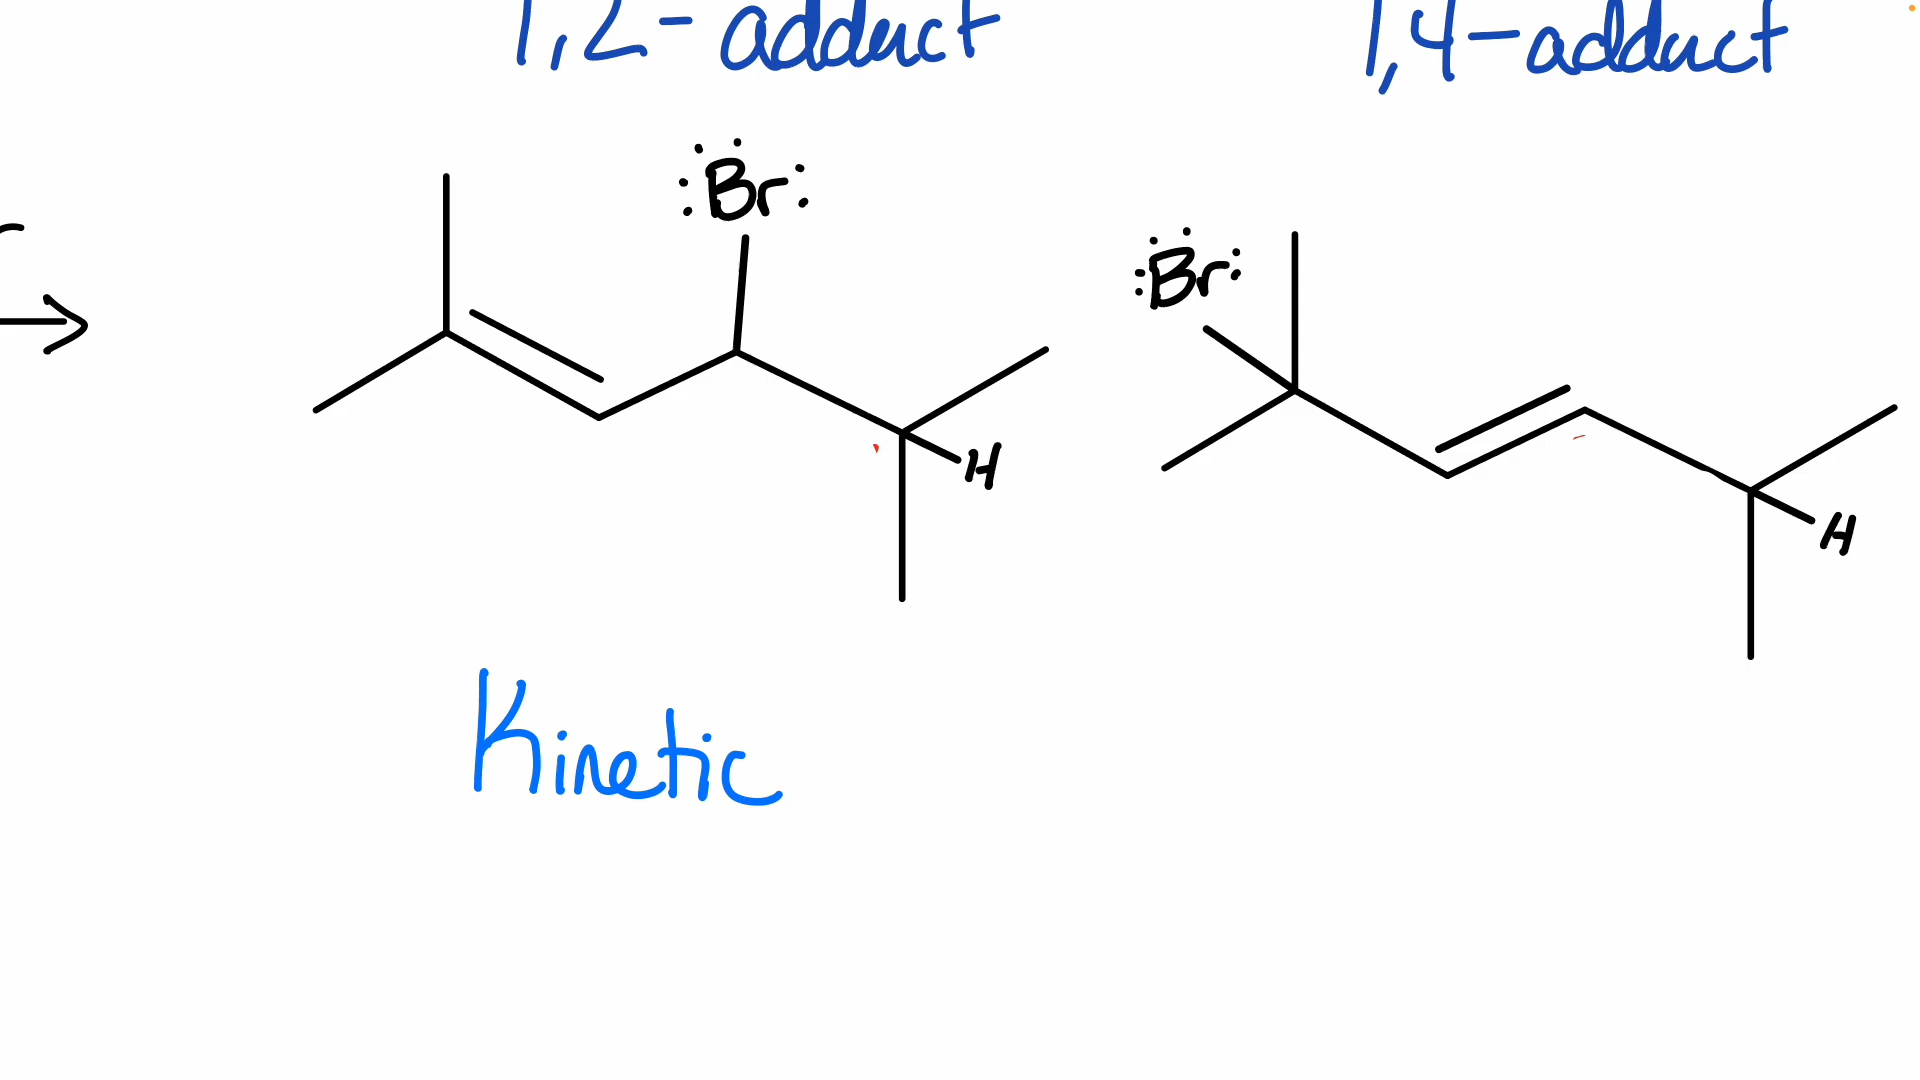 1,2-adduct
1,4-adduct
:Br:
:Br:
H
H
Kinetic